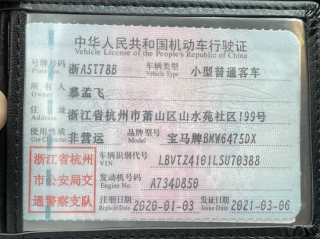 中华人民共和国机动车行驶证
Vehicle License of the People's Republic of China
号牌号码 Plate No. 浙A5T78B 车辆类型 Vehicle Type 小型普通客车
所有人 Owner 慕孟飞
住址 Address 浙江省杭州市萧山区山水苑社区199号
使用性质 Use Character 非营运 品牌型号 Model 宝马牌BMW6475DX
浙江省杭州市公安局交通警察支队
车辆识别代号 VIN LBVTZ4101LSU70388
发动机号码 Engine No. A734D850
注册日期 Register Date 2020-01-03 发证日期 Issue Date 2021-03-06